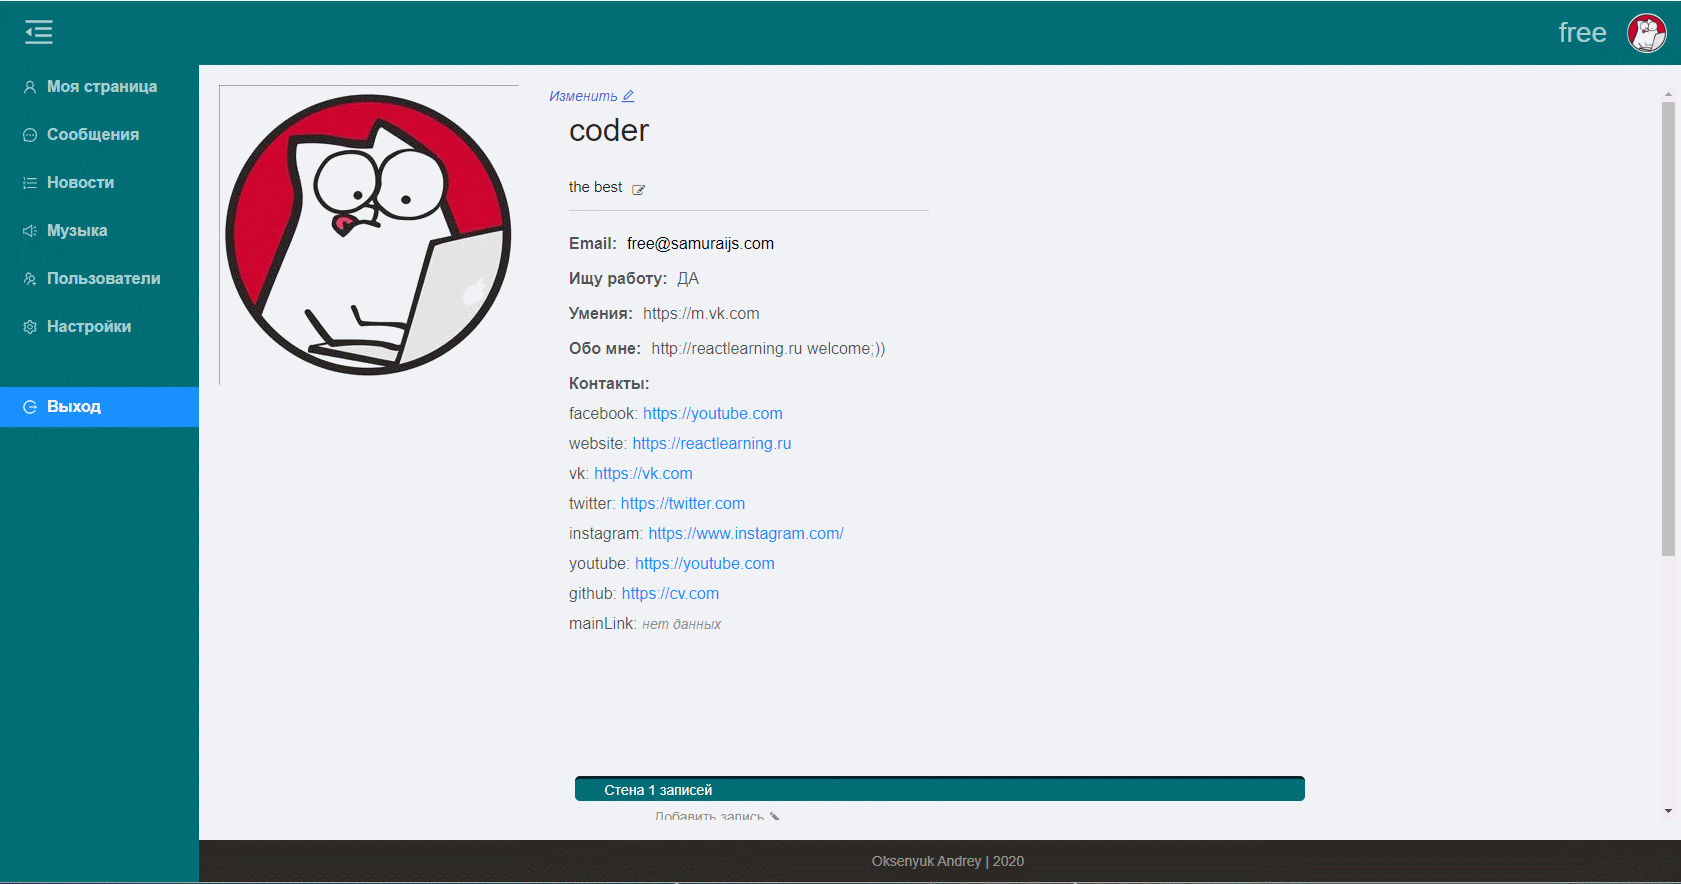 free
Моя страница
Сообщения
Новости
Музыка
Пользователи
Настройки
Выход
Изменить
coder
the best
Email: free@samuraijs.com
Ищу работу: ДА
Умения: https://m.vk.com
Обо мне: http://reactlearning.ru welcome;))
Контакты:
facebook: https://youtube.com
website: https://reactlearning.ru
vk: https://vk.com
twitter: https://twitter.com
instagram: https://www.instagram.com/
youtube: https://youtube.com
github: https://cv.com
mainLink: нет данных
Стена 1 записей
Добавить запись
Oksenyuk Andrey | 2020